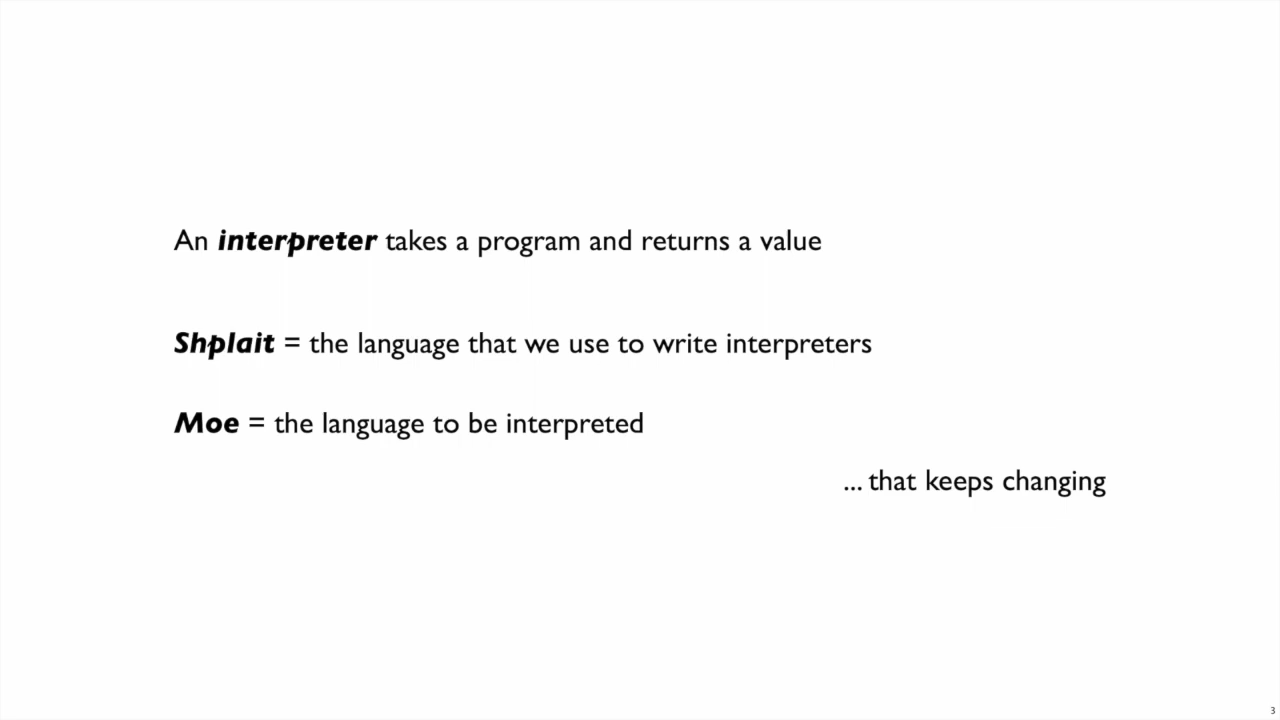 An interpreter takes a program and returns a value
Shplait = the language that we use to write interpreters
Moe = the language to be interpreted
... that keeps changing
3